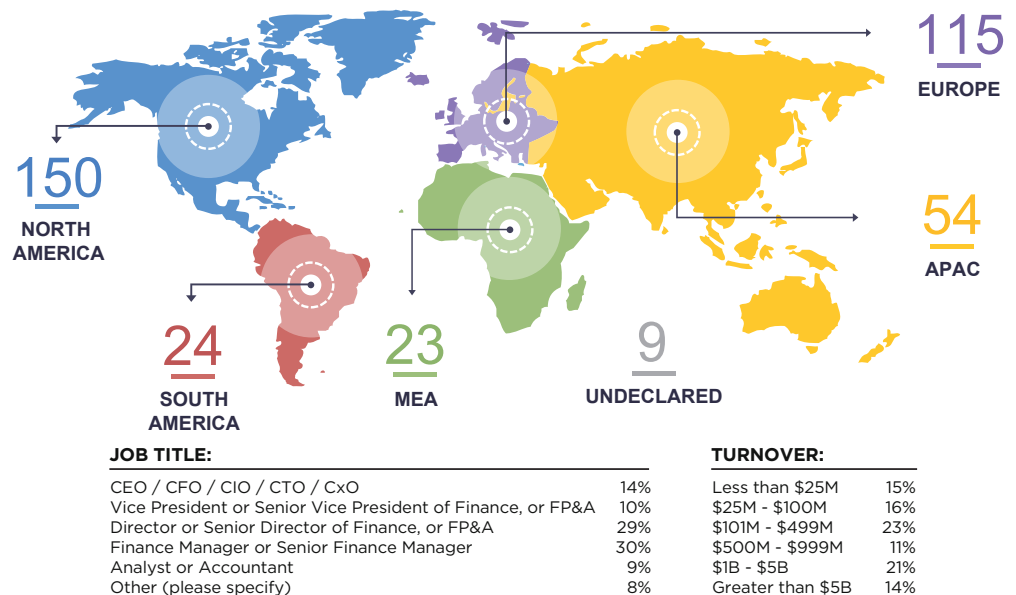 115
EUROPE
150
NORTH
AMERICA
54
APAC
24
SOUTH
AMERICA
23
MEA
9
UNDECLARED
JOB TITLE:
CEO / CFO / CIO / CTO / CxO 14%
Vice President or Senior Vice President of Finance, or FP&A 10%
Director or Senior Director of Finance, or FP&A 29%
Finance Manager or Senior Finance Manager 30%
Analyst or Accountant 9%
Other (please specify) 8%
TURNOVER:
Less than $25M 15%
$25M - $100M 16%
$101M - $499M 23%
$500M - $999M 11%
$1B - $5B 21%
Greater than $5B 14%